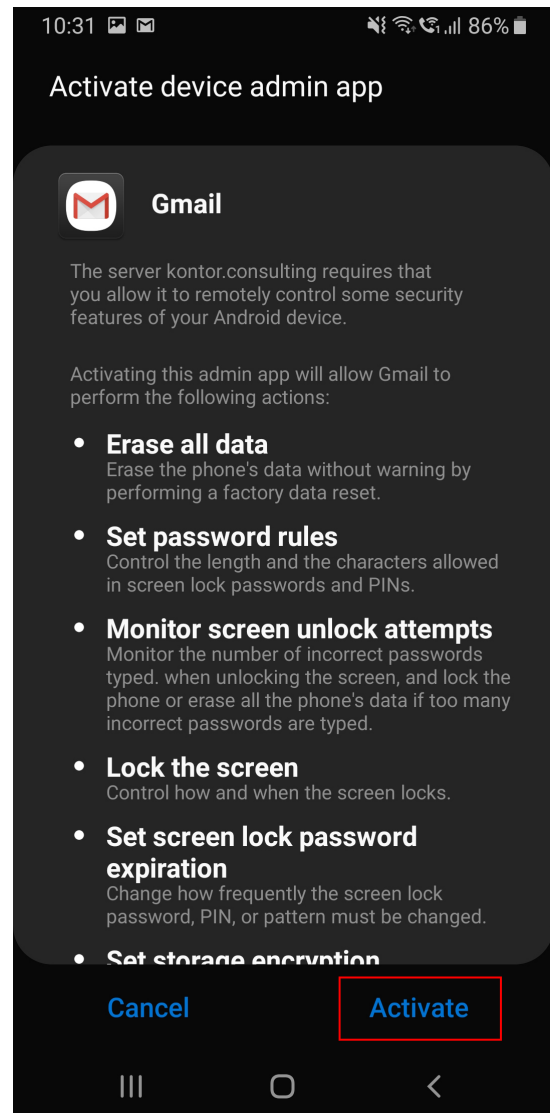 10:31 86%
Activate device admin app
Gmail
The server kontor.consulting requires that
you allow it to remotely control some security
features of your Android device.
Activating this admin app will allow Gmail to
perform the following actions:
• Erase all data
Erase the phone's data without warning by
performing a factory data reset.
• Set password rules
Control the length and the characters allowed
in screen lock passwords and PINs.
• Monitor screen unlock attempts
Monitor the number of incorrect passwords
typed. when unlocking the screen, and lock the
phone or erase all the phone's data if too many
incorrect passwords are typed.
• Lock the screen
Control how and when the screen locks.
• Set screen lock password
expiration
Change how frequently the screen lock
password, PIN, or pattern must be changed.
• Set storage encryption
Cancel Activate